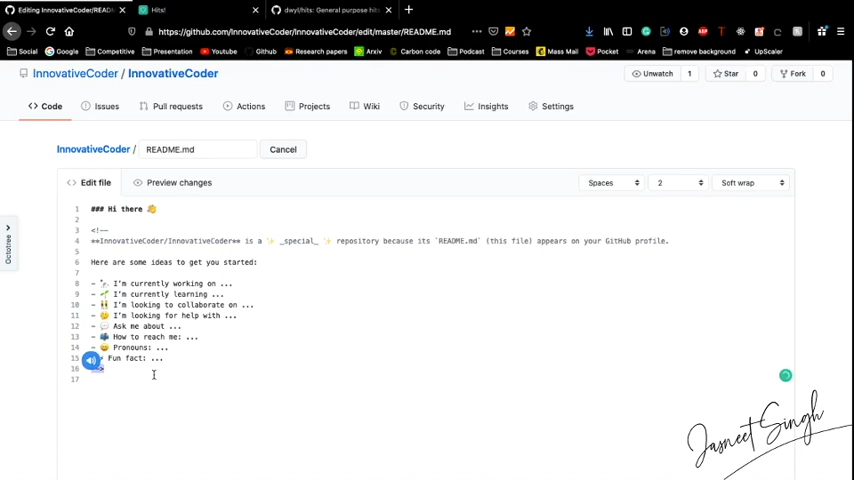 Editing InnovativeCoder/READM
Hits!
dwyl/hits: General purpose hits
https://github.com/InnovativeCoder/InnovativeCoder/edit/master/README.md
Social
Google
Competitive
Presentation
Youtube
Github
Research papers
Arxiv
Carbon code
Podcast
Courses
Mass Mail
Pocket
Arena
remove background
UpScaler
InnovativeCoder / InnovativeCoder
Unwatch 1
Star 0
Fork 0
Code
Issues
Pull requests
Actions
Projects
Wiki
Security
Insights
Settings
InnovativeCoder / README.md Cancel
Edit file
Preview changes
Spaces
2
Soft wrap
Octotree
1 ### Hi there 👋
2
3 <!--
4 **InnovativeCoder/InnovativeCoder** is a ✨ _special_ ✨ repository because its `README.md` (this file) appears on your GitHub profile.
5
6 Here are some ideas to get you started:
7
8 - 🔭 I’m currently working on ...
9 - 🌱 I’m currently learning ...
10 - 👯 I’m looking to collaborate on ...
11 - 🤔 I’m looking for help with ...
12 - 💬 Ask me about ...
13 - 📫 How to reach me: ...
14 - 😄 Pronouns: ...
15 Fun fact: ...
16
17
Jasneet Singh